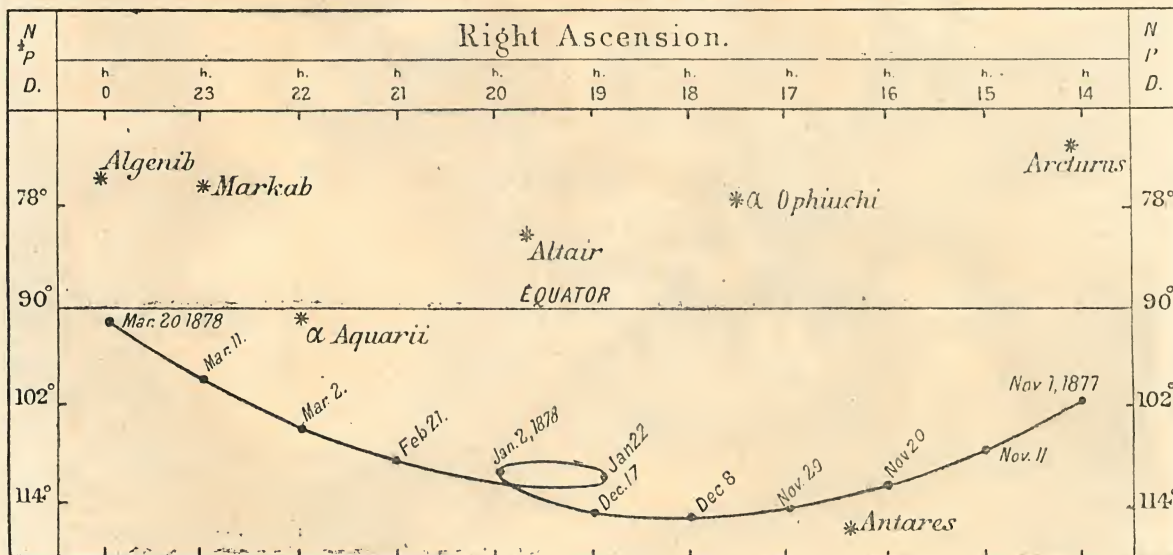 N P D.
Right Ascension.
N P D.
h. h. h. h. h. h. h. h. h. h. h
0 23 22 21 20 19 18 17 16 15 14
Algenib
Markab
Arcturus
78°
α Ophiuchi
78°
Altair
90°
EQUATOR
90°
Mar. 20 1878
α Aquarii
Mar. 11.
Mar. 2.
102°
Nov 1, 1877
102°
Feb 21.
Jan. 2, 1878
Jan 22
Nov. 20
Nov. 11
114°
Dec. 17
Dec 8
Nov. 29
114°
Antares